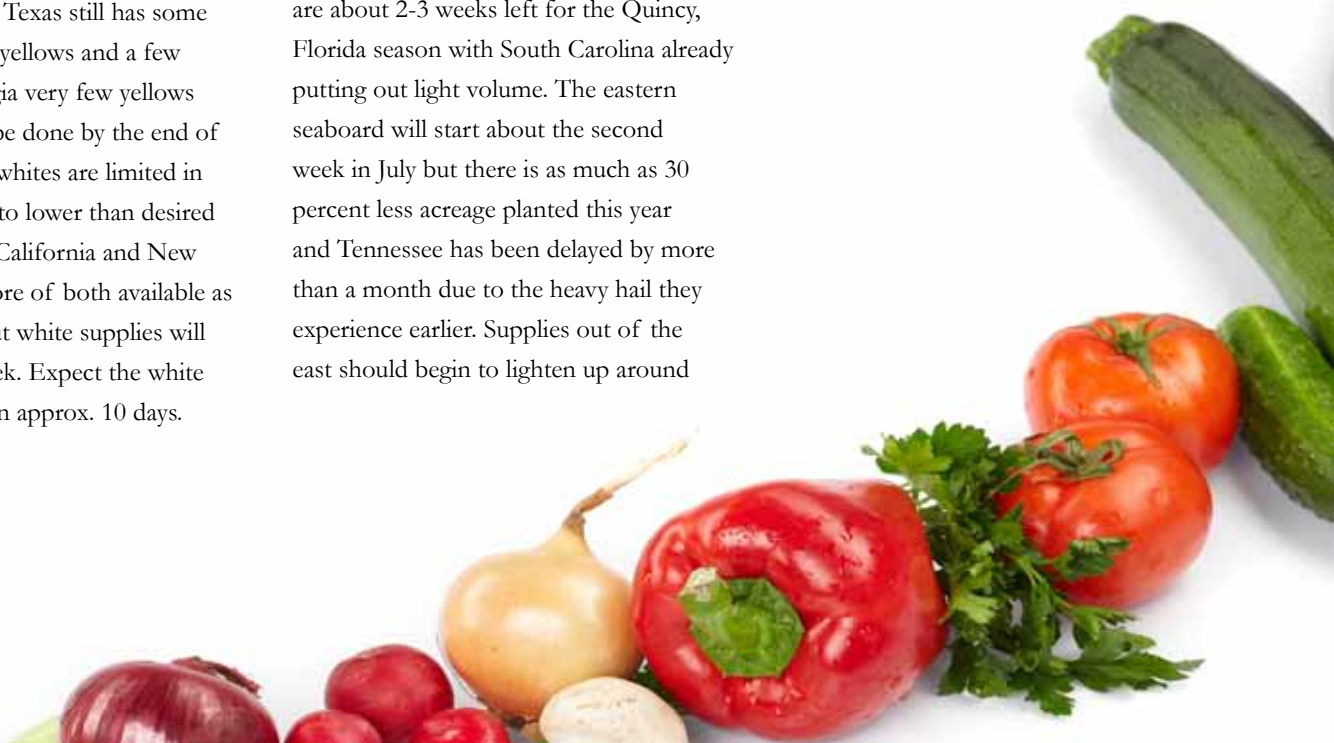 Texas still has some
yellows and a few
very few yellows
be done by the end of
whites are limited in
to lower than desired
California and New
of both available as
white supplies will
Expect the white
approx. 10 days.
are about 2-3 weeks left for the Quincy,
Florida season with South Carolina already
putting out light volume. The eastern
seaboard will start about the second
week in July but there is as much as 30
percent less acreage planted this year
and Tennessee has been delayed by more
than a month due to the heavy hail they
experience earlier. Supplies out of the
east should begin to lighten up around